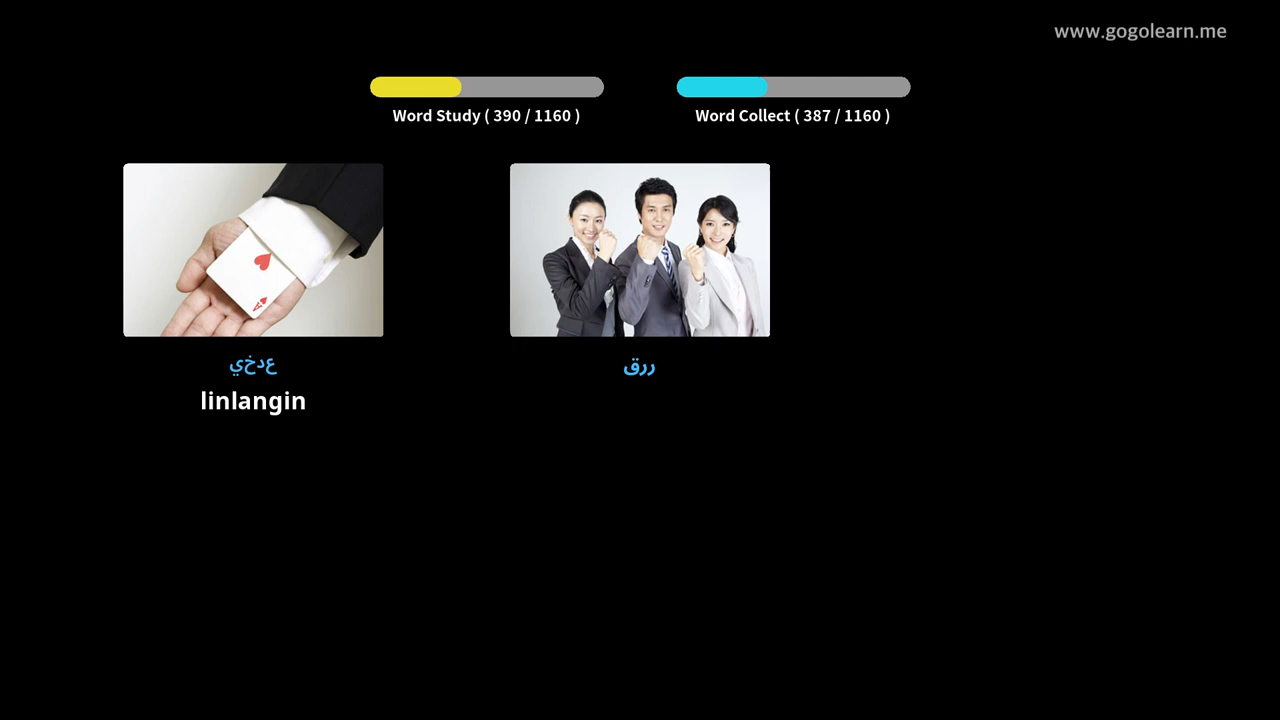 www.gogolearn.me
Word Study ( 390 / 1160 )
Word Collect ( 387 / 1160 )
عدخي
ررق
linlangin